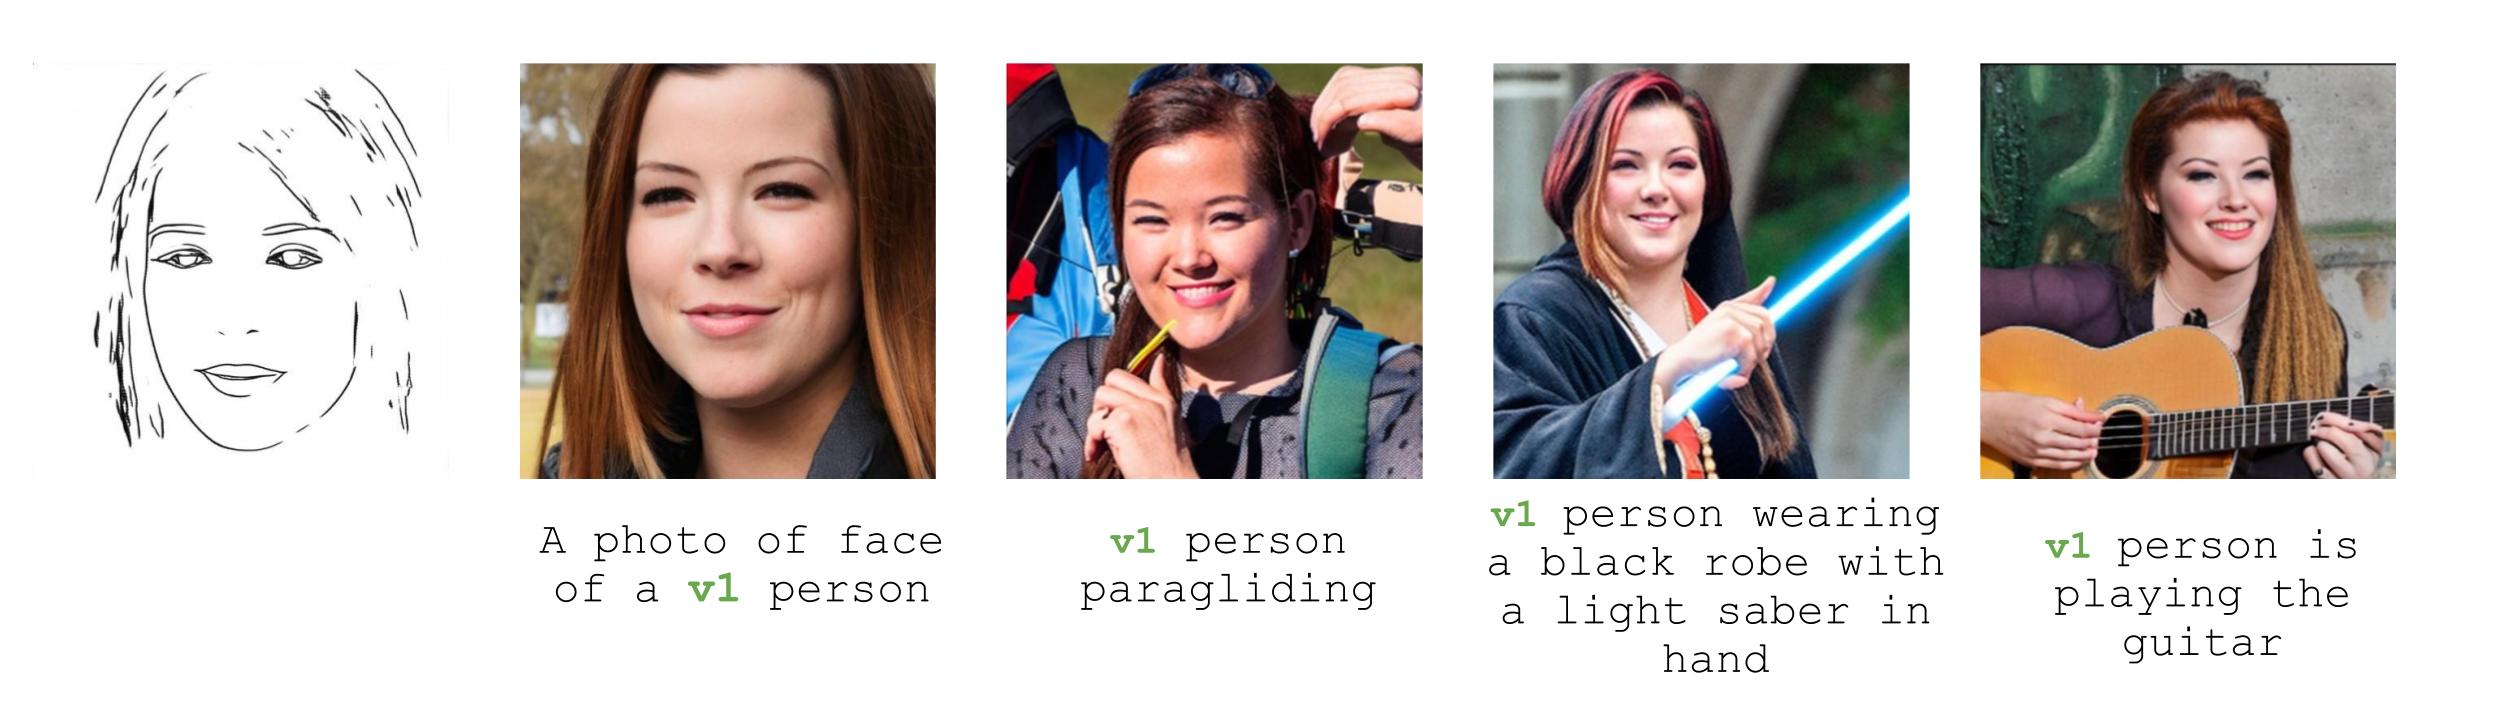 A photo of face
of a v1 person
v1 person
paragliding
v1 person wearing
a black robe with
a light saber in
hand
v1 person is
playing the
guitar